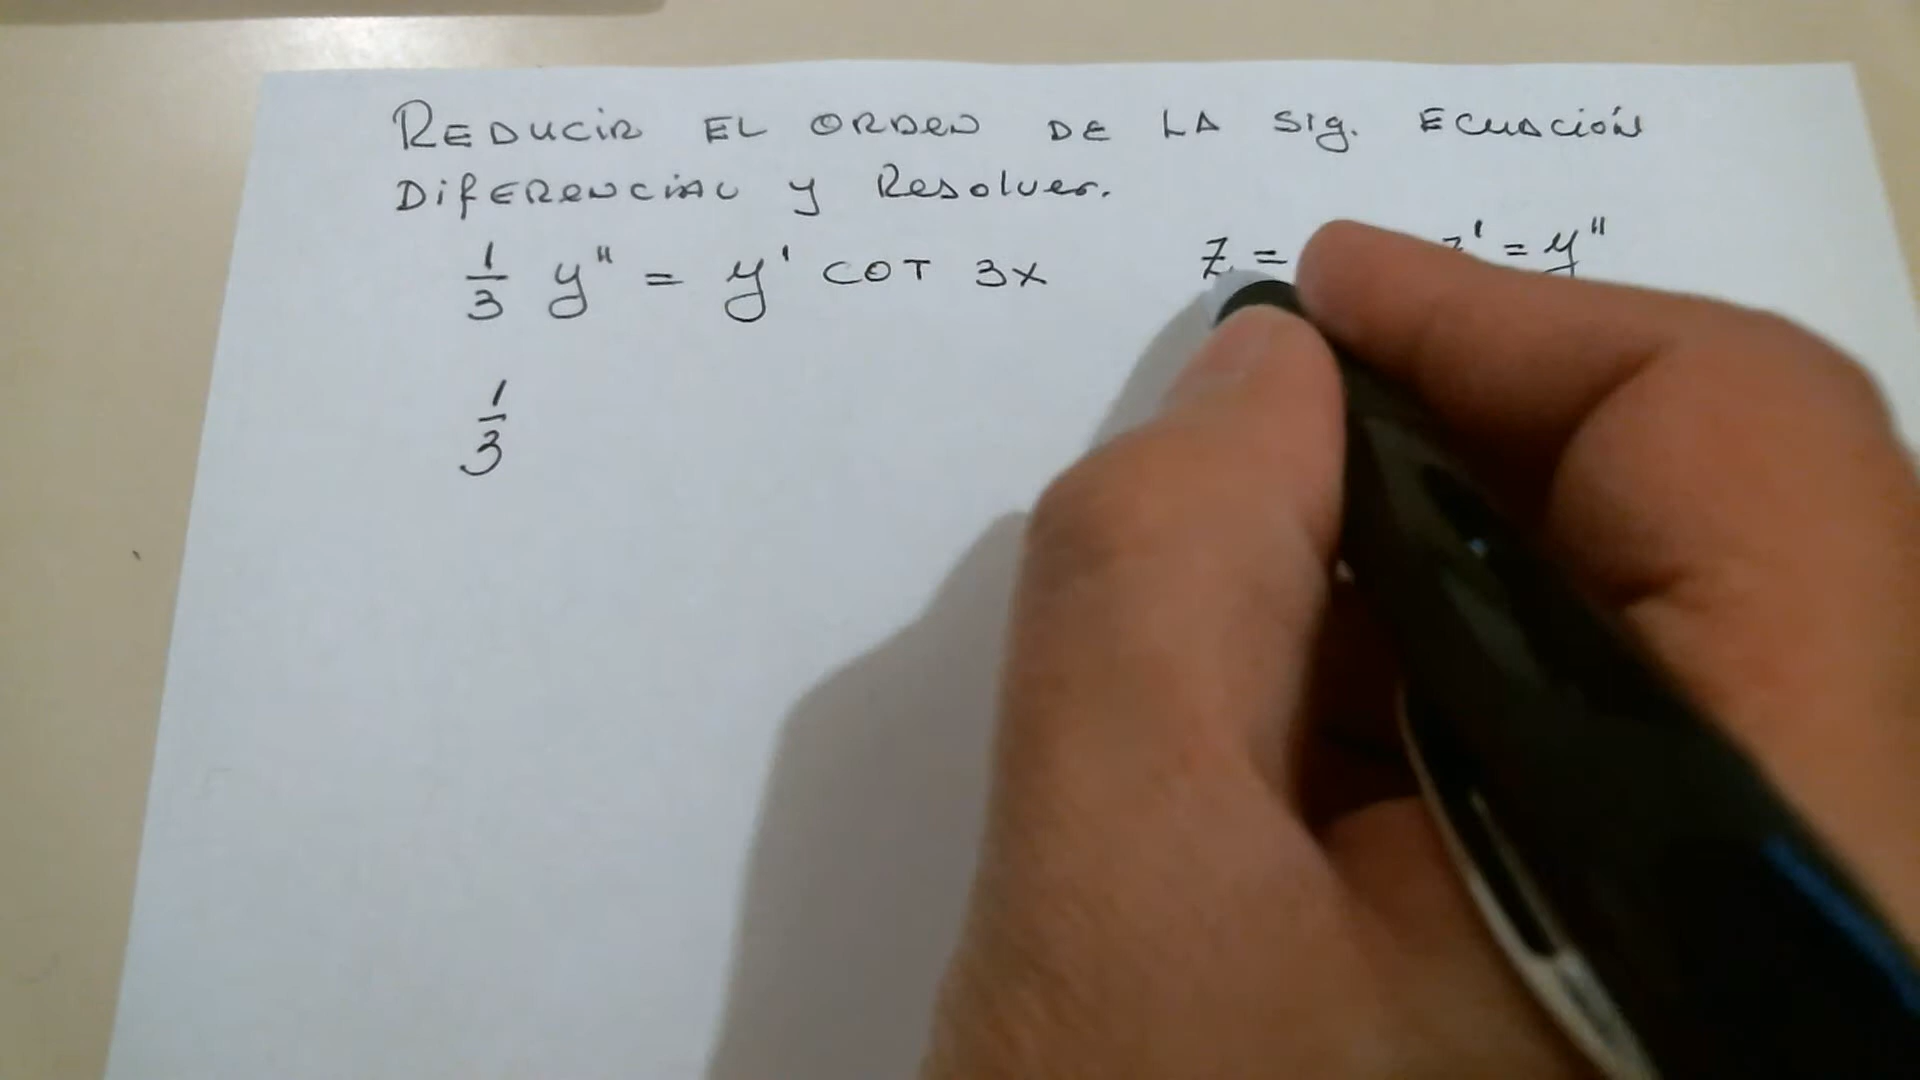 REDUCIR EL ORDEN DE LA Sig. ECUACIÓN
DIFERENCIAL y Resolver.
1/3 y" = y' COT 3x z = z' = y"
1/3